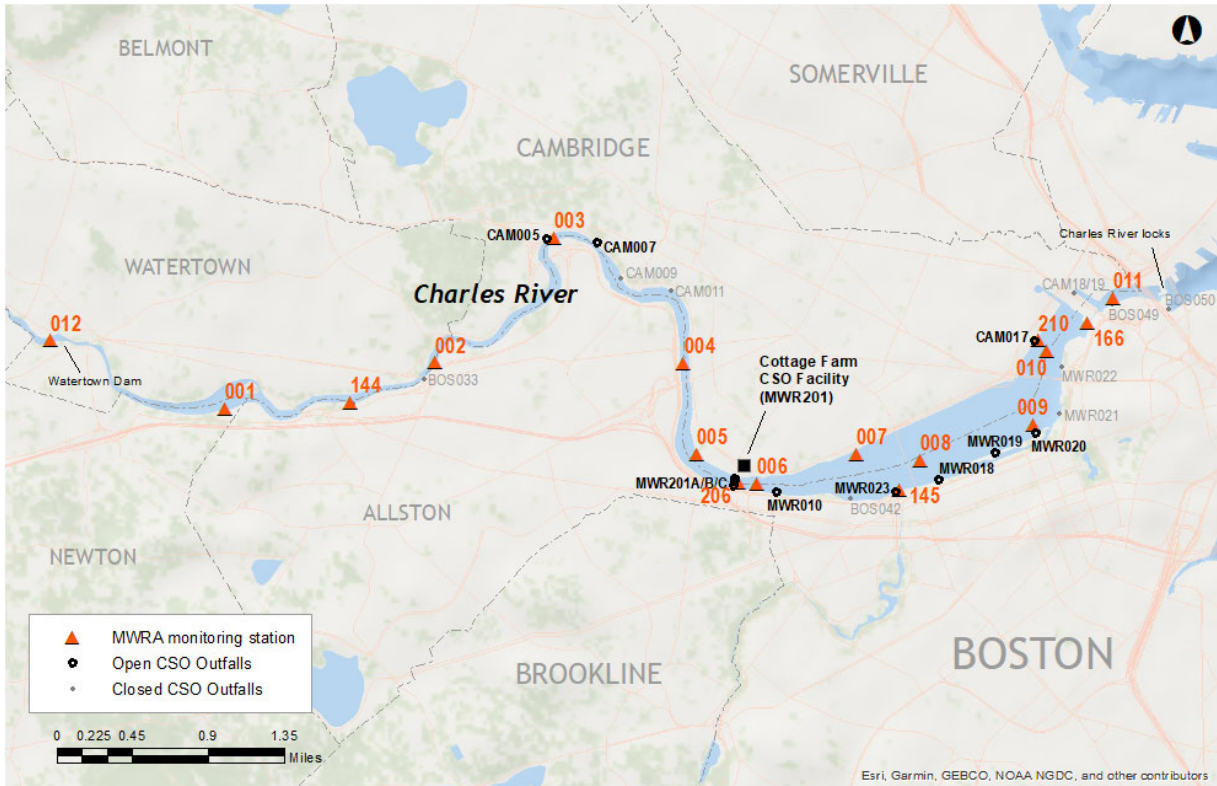 BELMONT
SOMERVILLE
CAMBRIDGE
003
CAM005
CAM007
Charles River locks
WATERTOWN
CAM009
CAM011
Charles River
CAM18/19
011
BOS050
BOS049
012
210
166
CAM017
002
004
010
Watertown Dam
BOS033
Cottage Farm
CSO Facility
(MWR201)
MWR022
001
144
009
MWR021
005
007
008
MWR019
MWR020
006
MWR018
MWR201A/B/C
206
MWR010
MWR023
145
BOS042
ALLSTON
NEWTON
BOSTON
BROOKLINE
MWRA monitoring station
Open CSO Outfalls
Closed CSO Outfalls
0 0.225 0.45 0.9 1.35
Miles
Esri, Garmin, GEBCO, NOAA NGDC, and other contributors